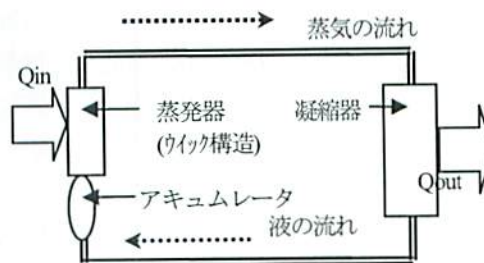 蒸気の流れ
Qin
蒸発器
(ウイック構造)
凝縮器
Qout
アキュムレータ
液の流れ